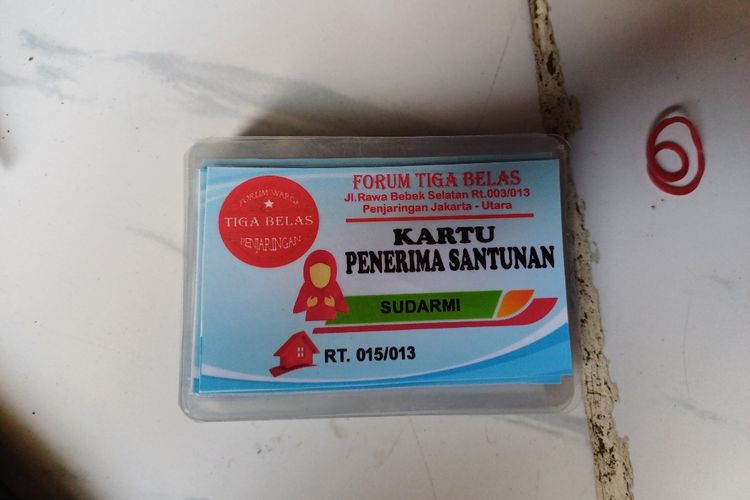 FORUM WARGA
TIGA BELAS
PENJARINGAN
FORUM TIGA BELAS
Jl.Rawa Bebek Selatan Rt.003/013
Penjaringan Jakarta - Utara
KARTU
PENERIMA SANTUNAN
SUDARMI
RT. 015/013